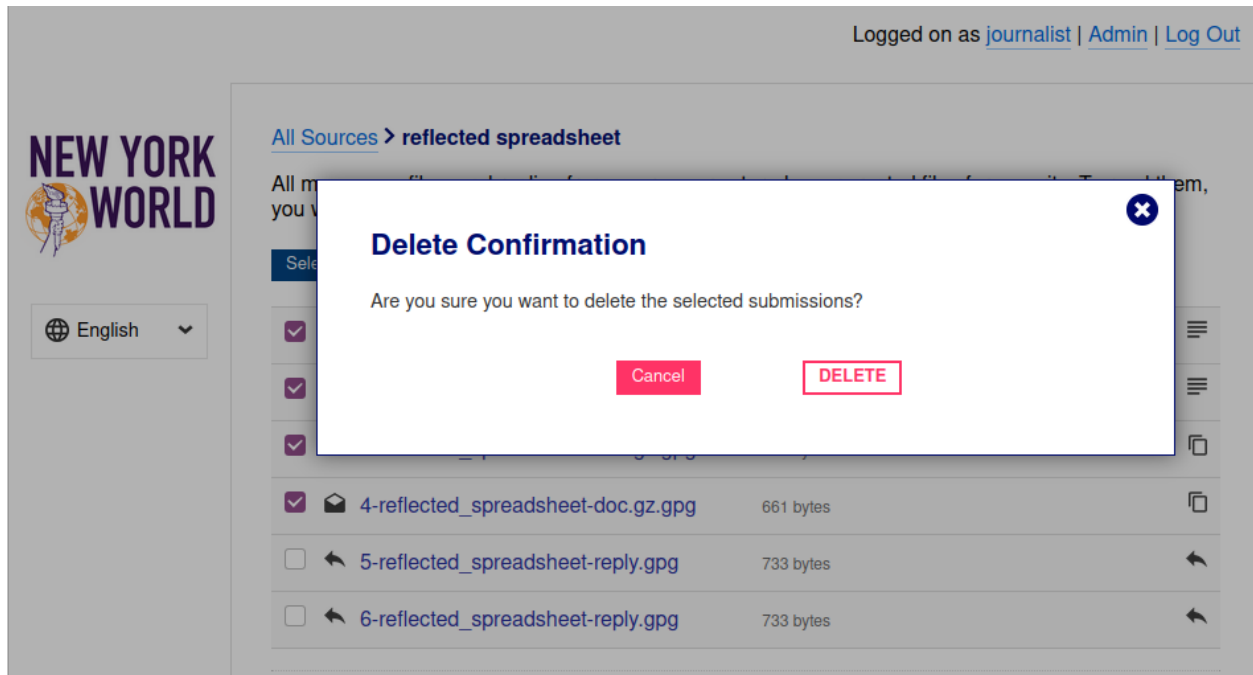 Logged on as journalist | Admin | Log Out
NEW YORK
WORLD
English
All Sources > reflected spreadsheet
All
them,
you
Delete Confirmation
Are you sure you want to delete the selected submissions?
Cancel
DELETE
4-reflected_spreadsheet-doc.gz.gpg 661 bytes
5-reflected_spreadsheet-reply.gpg 733 bytes
6-reflected_spreadsheet-reply.gpg 733 bytes